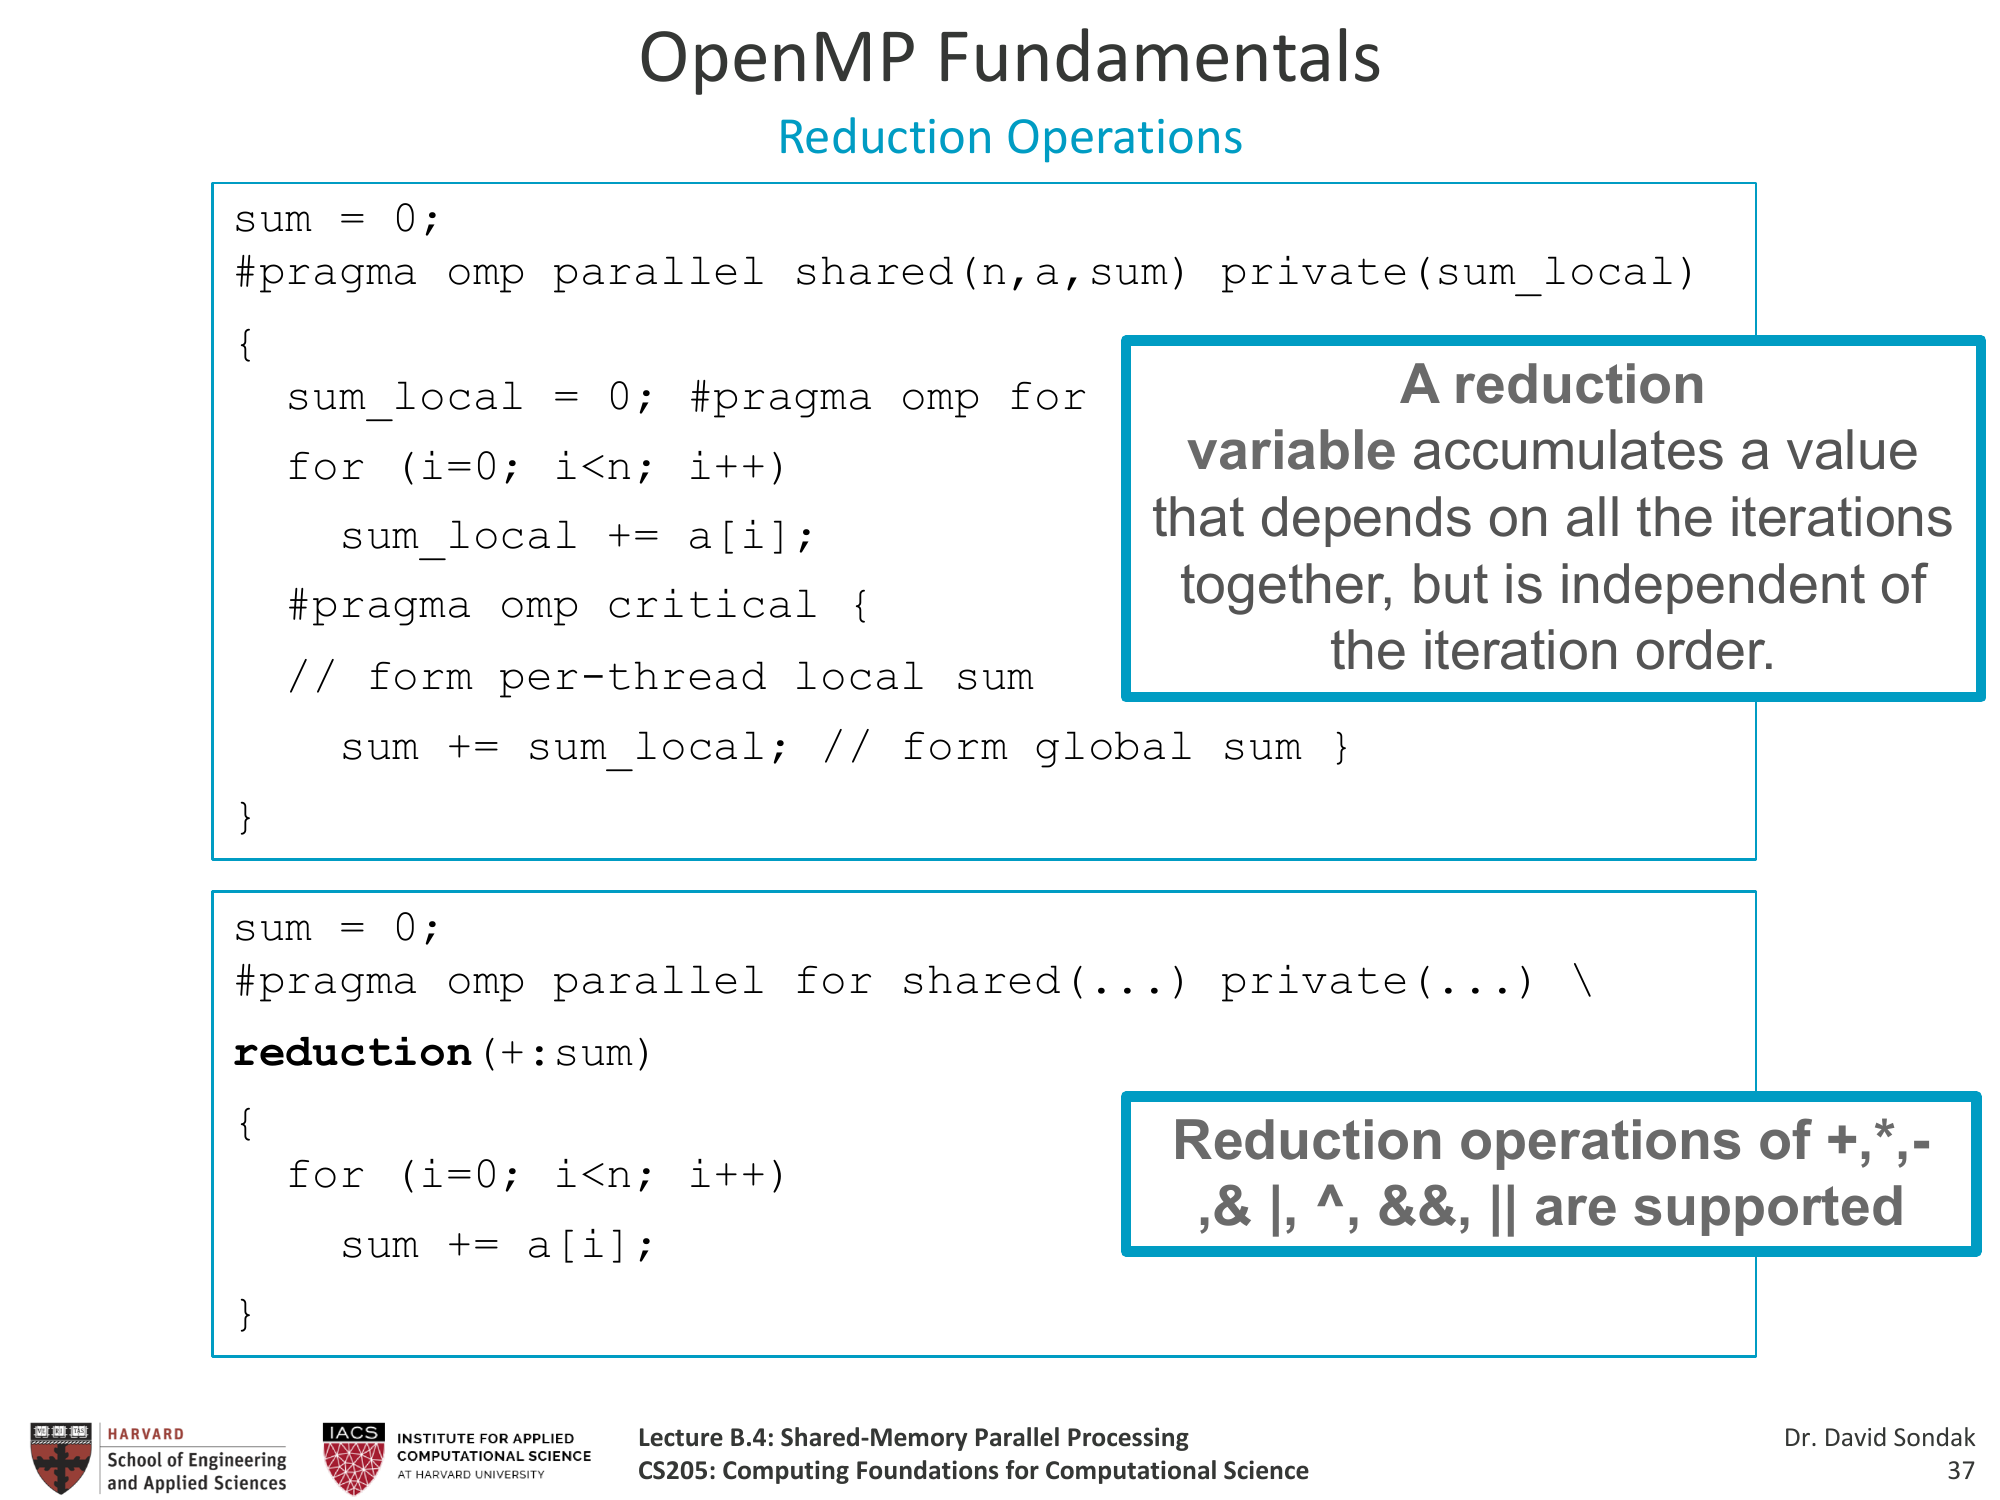 OpenMP Fundamentals
Reduction Operations
sum = 0;
#pragma omp parallel shared(n,a,sum) private(sum_local)
{
sum_local = 0; #pragma omp for
for (i=0; i<n; i++)
sum_local += a[i];
#pragma omp critical {
// form per-thread local sum
sum += sum_local; // form global sum }
}
A reduction
variable accumulates a value
that depends on all the iterations
together, but is independent of
the iteration order.
sum = 0;
#pragma omp parallel for shared(...) private(...) \
reduction(+:sum)
{
for (i=0; i<n; i++)
sum += a[i];
}
Reduction operations of +,*,-
,& |, ^, &&, || are supported
HARVARD
School of Engineering
and Applied Sciences
IACS
INSTITUTE FOR APPLIED
COMPUTATIONAL SCIENCE
AT HARVARD UNIVERSITY
Lecture B.4: Shared-Memory Parallel Processing
CS205: Computing Foundations for Computational Science
Dr. David Sondak
37